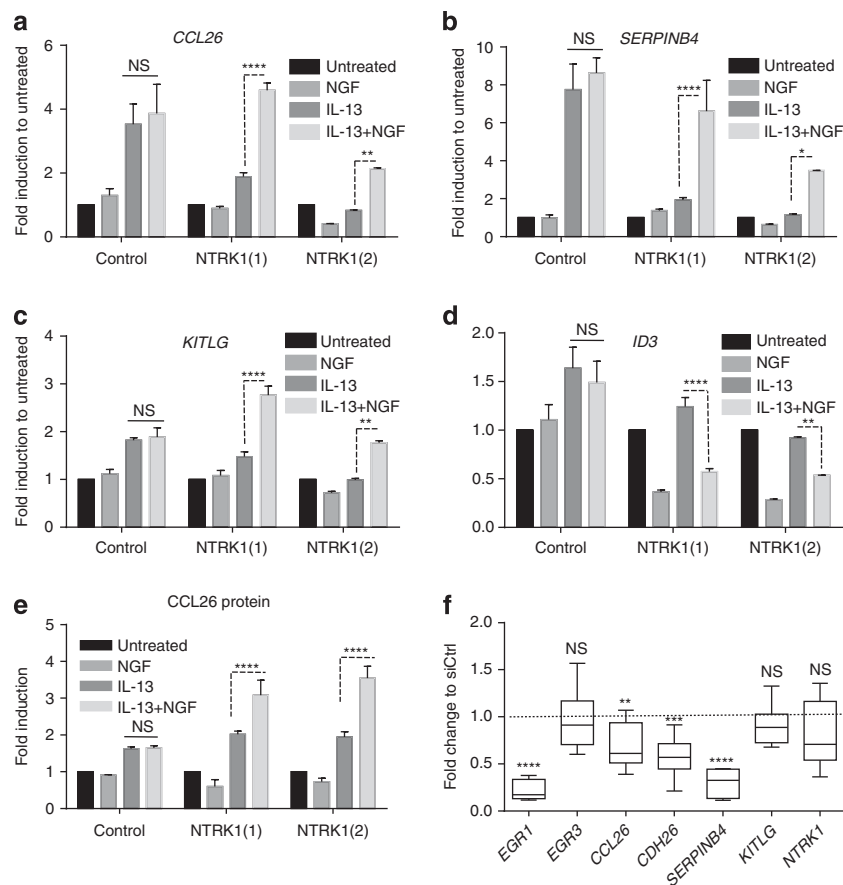 a
CCL26
Fold induction to untreated
6
4
2
0
NS
****
**
Untreated
NGF
IL-13
IL-13+NGF
Control
NTRK1(1)
NTRK1(2)
b
SERPINB4
Fold induction to untreated
10
8
6
4
2
0
NS
****
*
Untreated
NGF
IL-13
IL-13+NGF
Control
NTRK1(1)
NTRK1(2)
c
KITLG
Fold induction to untreated
4
3
2
1
0
NS
****
**
Untreated
NGF
IL-13
IL-13+NGF
Control
NTRK1(1)
NTRK1(2)
d
ID3
2.0
1.5
1.0
0.5
0.0
NS
****
**
Untreated
NGF
IL-13
IL-13+NGF
Control
NTRK1(1)
NTRK1(2)
e
CCL26 protein
Fold induction
5
4
3
2
1
0
Untreated
NGF
IL-13
IL-13+NGF
NS
****
****
Control
NTRK1(1)
NTRK1(2)
f
Fold change to siCtrl
2.0
1.5
1.0
0.5
0.0
****
NS
**
***
****
NS
NS
EGR1
EGR3
CCL26
CDH26
SERPINB4
KITLG
NTRK1